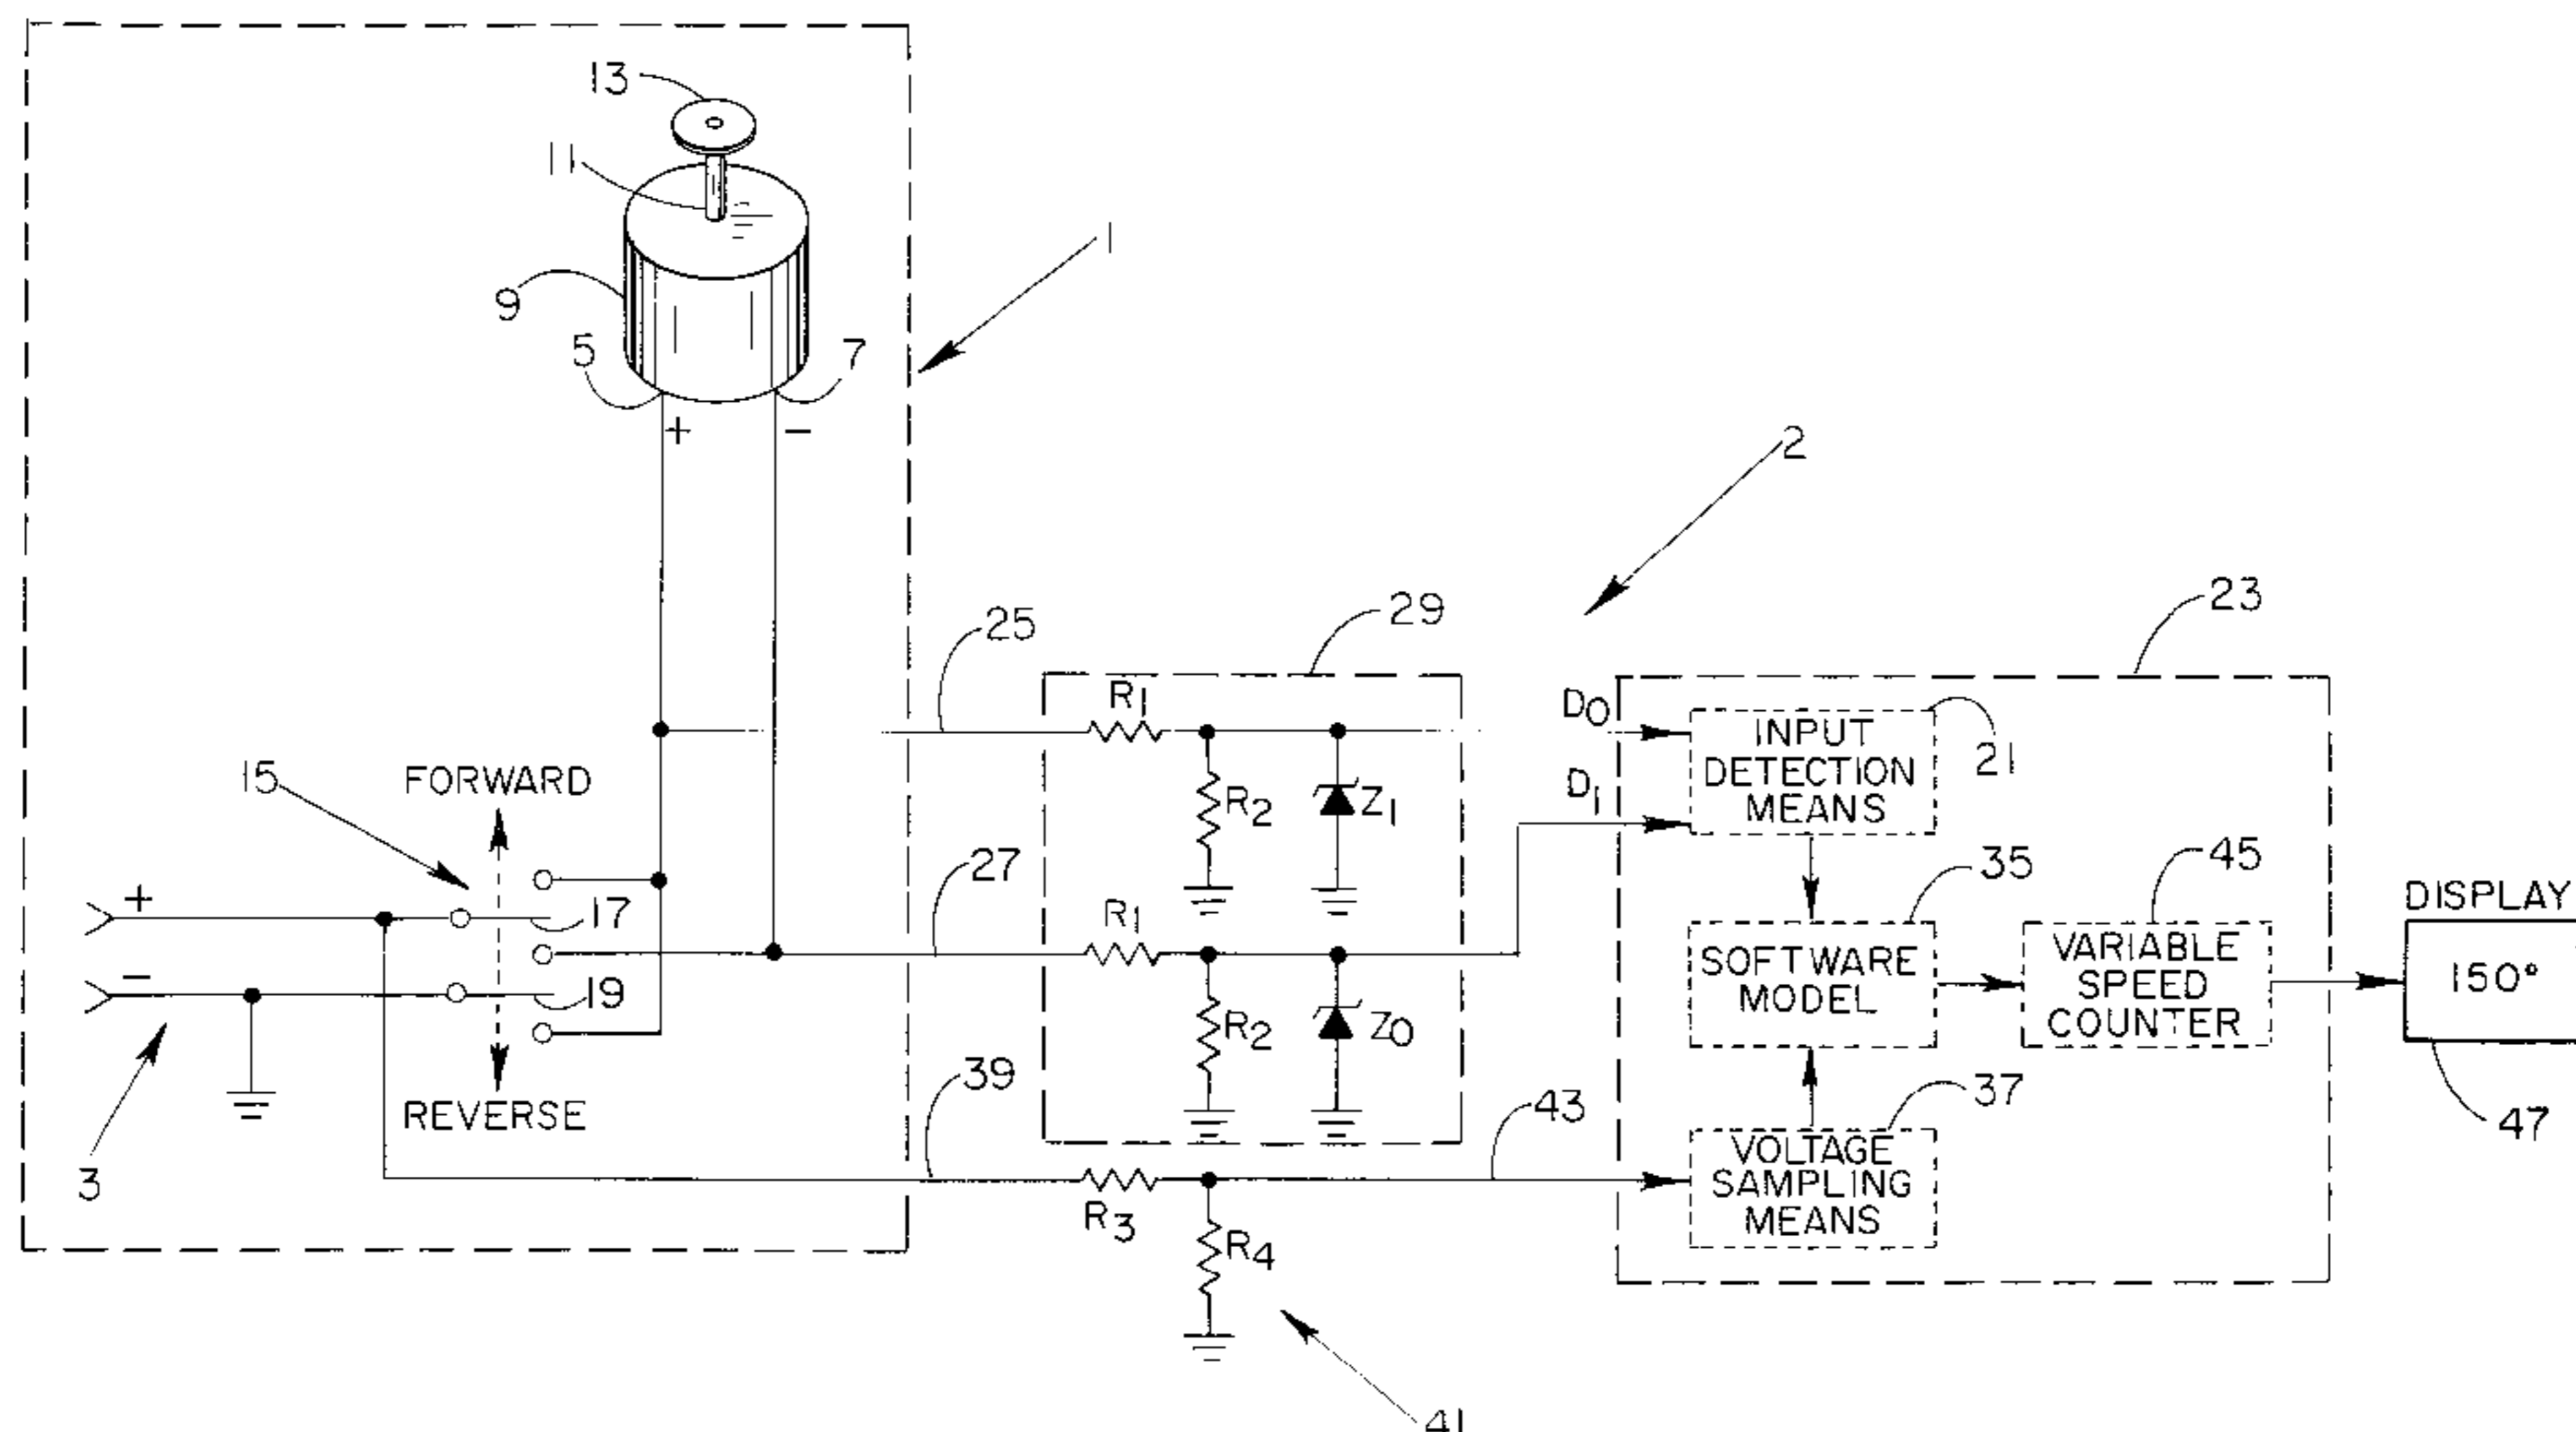 13
11
1
9
5
7
+
−
2
23
29
25
R1
D0
INPUT
DETECTION
MEANS
21
15
FORWARD
R2
Z1
D1
27
35
45
+
17
R1
SOFTWARE
MODEL
VARIABLE
SPEED
COUNTER
DISPLAY
150°
−
19
R2
Z0
3
REVERSE
39
43
37
47
VOLTAGE
SAMPLING
MEANS
R3
R4
41